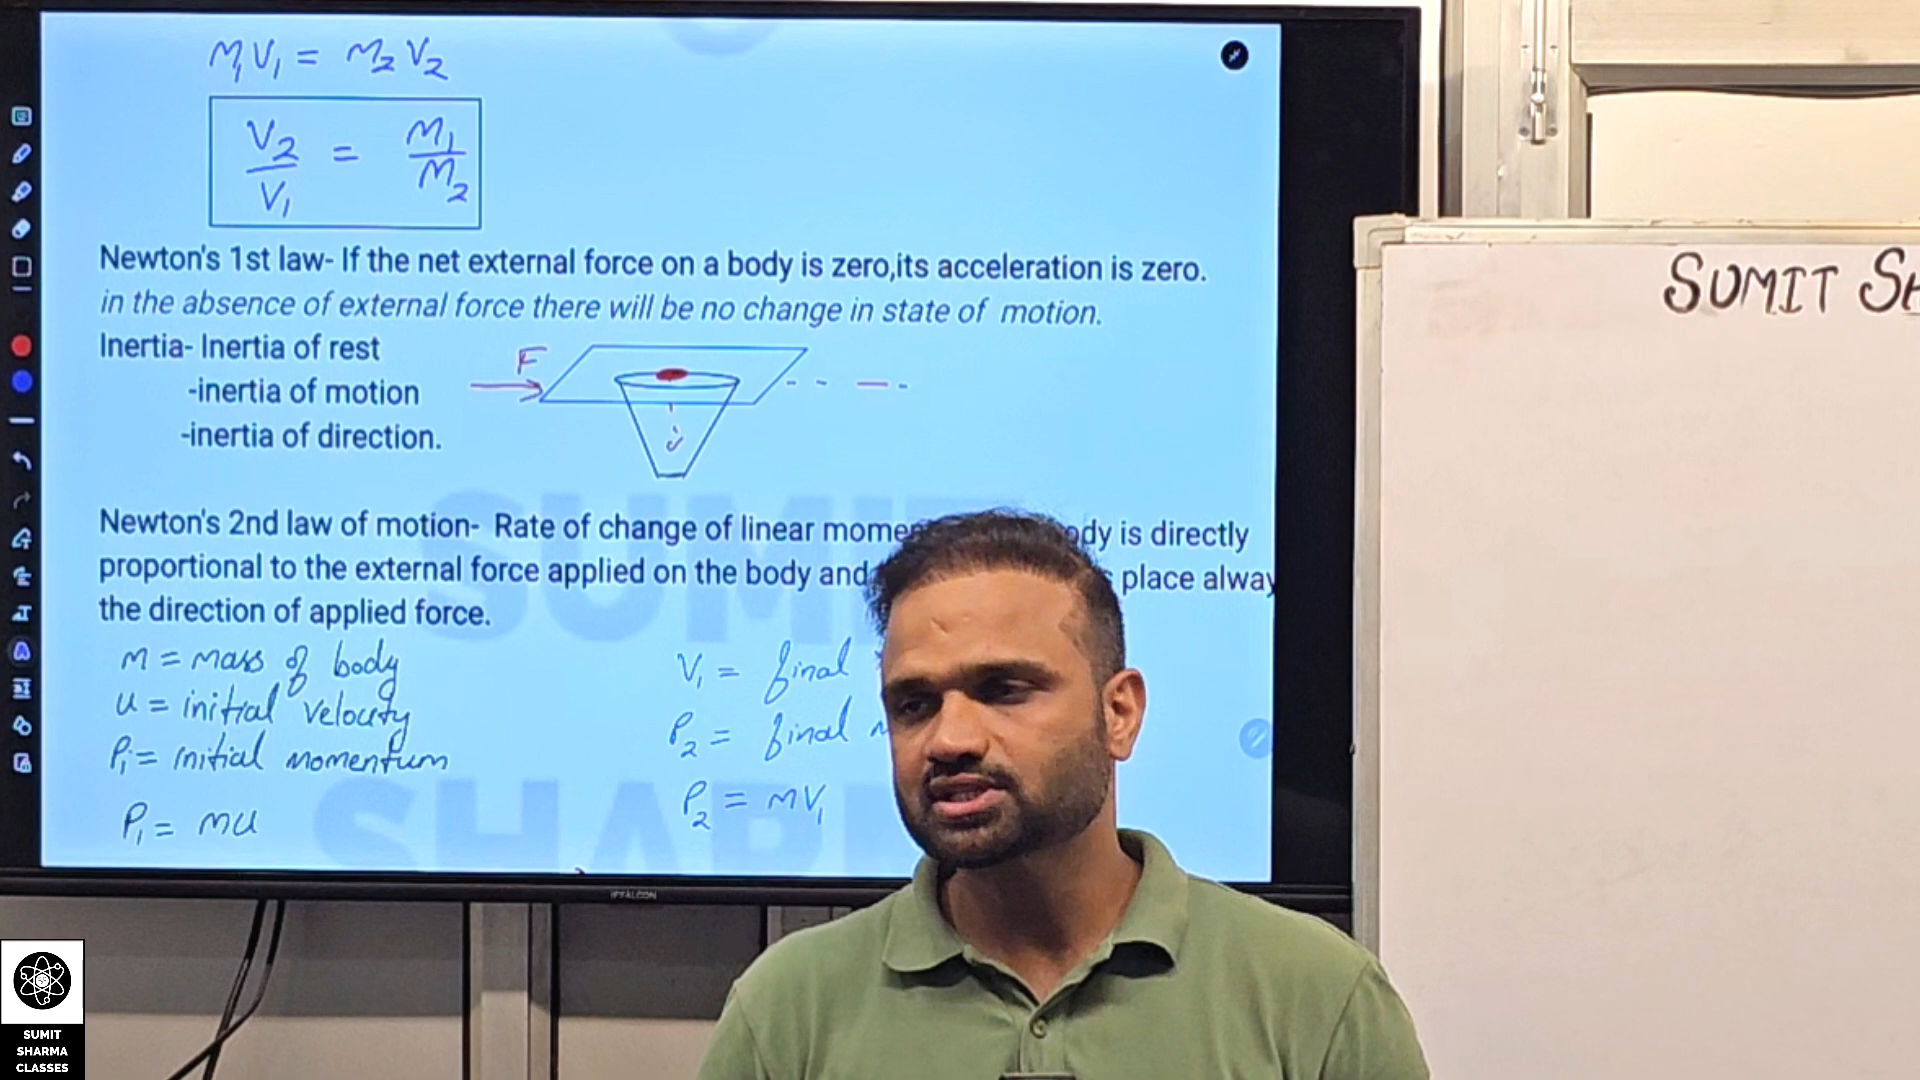 M₁V₁ = M₂V₂
V₂/V₁ = M₁/M₂
Newton's 1st law- If the net external force on a body is zero,its acceleration is zero.
in the absence of external force there will be no change in state of motion.
Inertia- Inertia of rest
-inertia of motion
-inertia of direction.
F
Newton's 2nd law of motion- Rate of change of linear is directly
proportional to the external force applied on the body and place
the direction of applied force.
m = mass of body
u = initial velocity
P₁ = initial momentum
P₁ = mu
V₁ = final
P₂ = final
P₂ = mV₁
SUMIT
SHARMA
IFFALCON
SUMIT
SUMIT
SHARMA
CLASSES